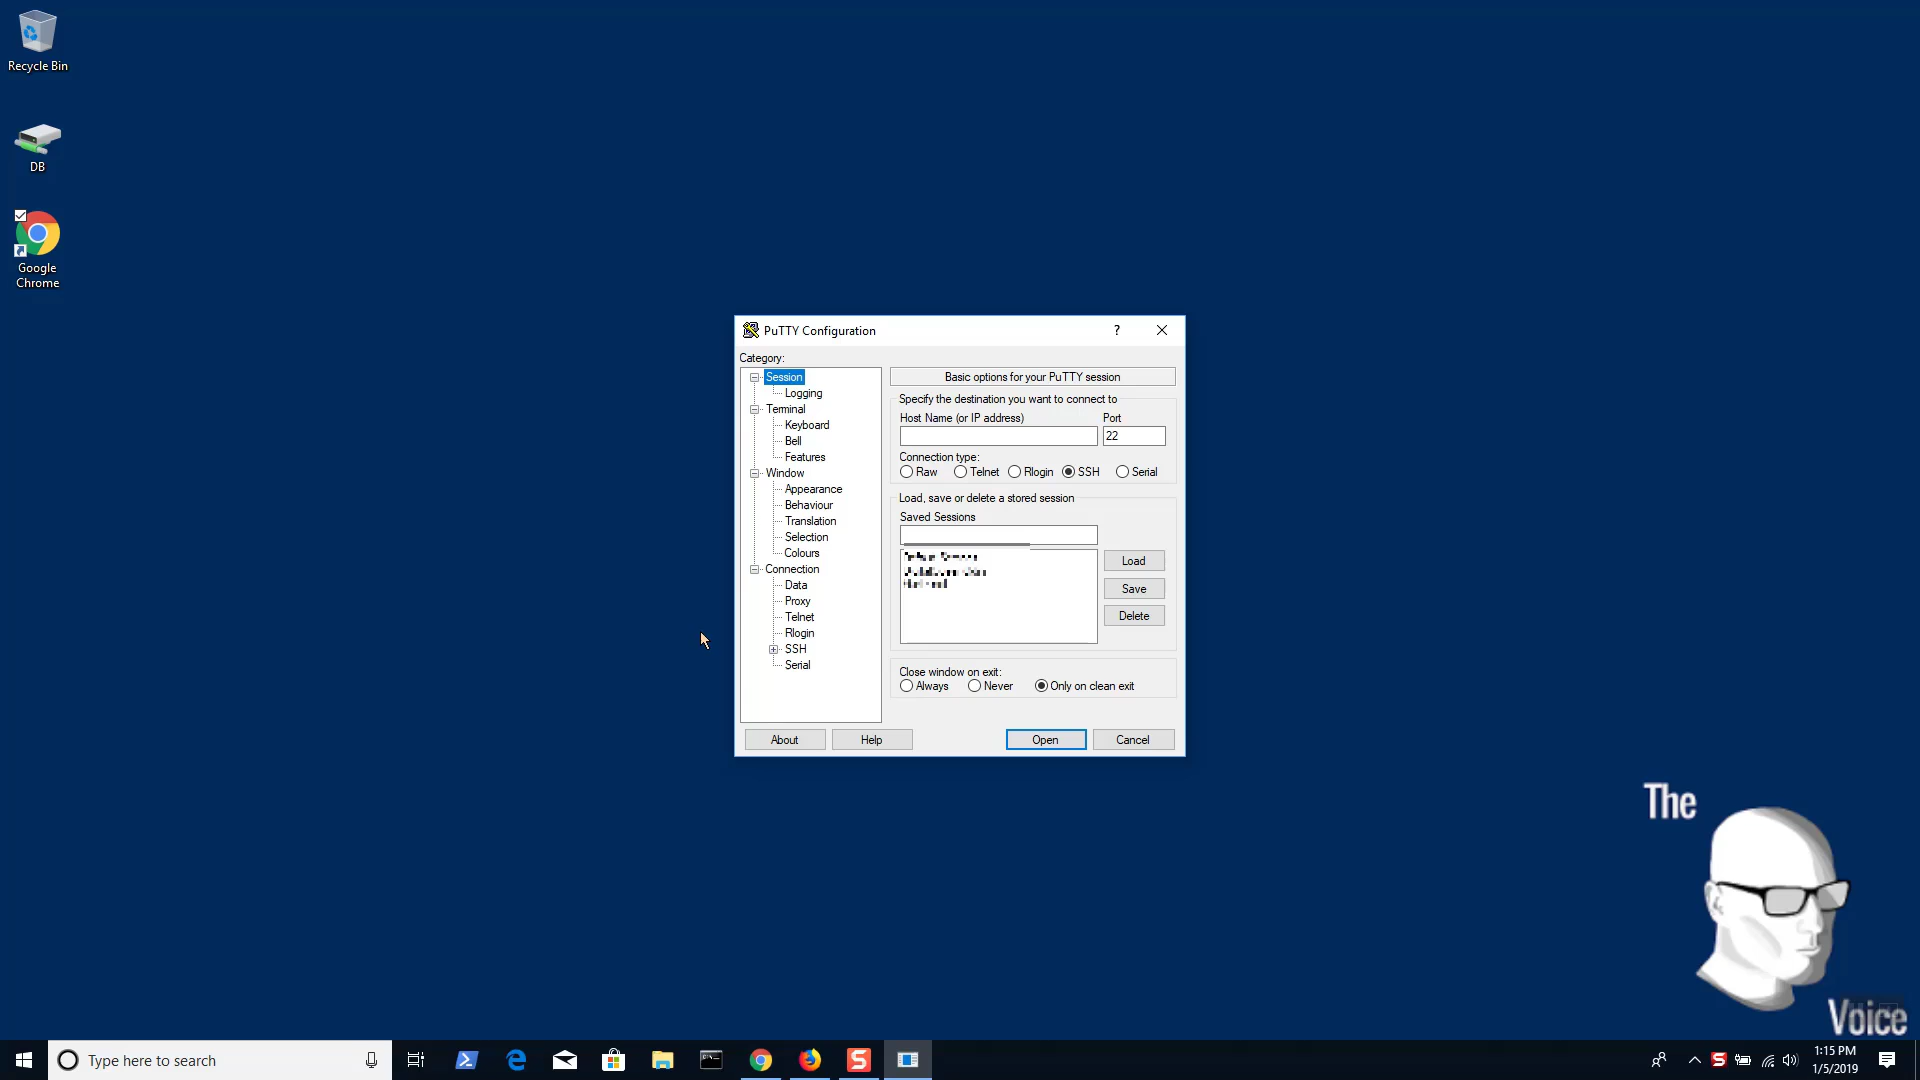 Recycle Bin
DB
Google
Chrome
PuTTY Configuration
?
Category:
Session
Logging
Terminal
Keyboard
Bell
Features
Window
Appearance
Behaviour
Translation
Selection
Colours
Connection
Data
Proxy
Telnet
Rlogin
SSH
Serial
Basic options for your PuTTY session
Specify the destination you want to connect to
Host Name (or IP address) Port
22
Connection type:
Raw Telnet Rlogin SSH Serial
Load, save or delete a stored session
Saved Sessions
Load
Save
Delete
Close window on exit:
Always Never Only on clean exit
About Help Open Cancel
The
Voice
Type here to search
1:15 PM
1/5/2019